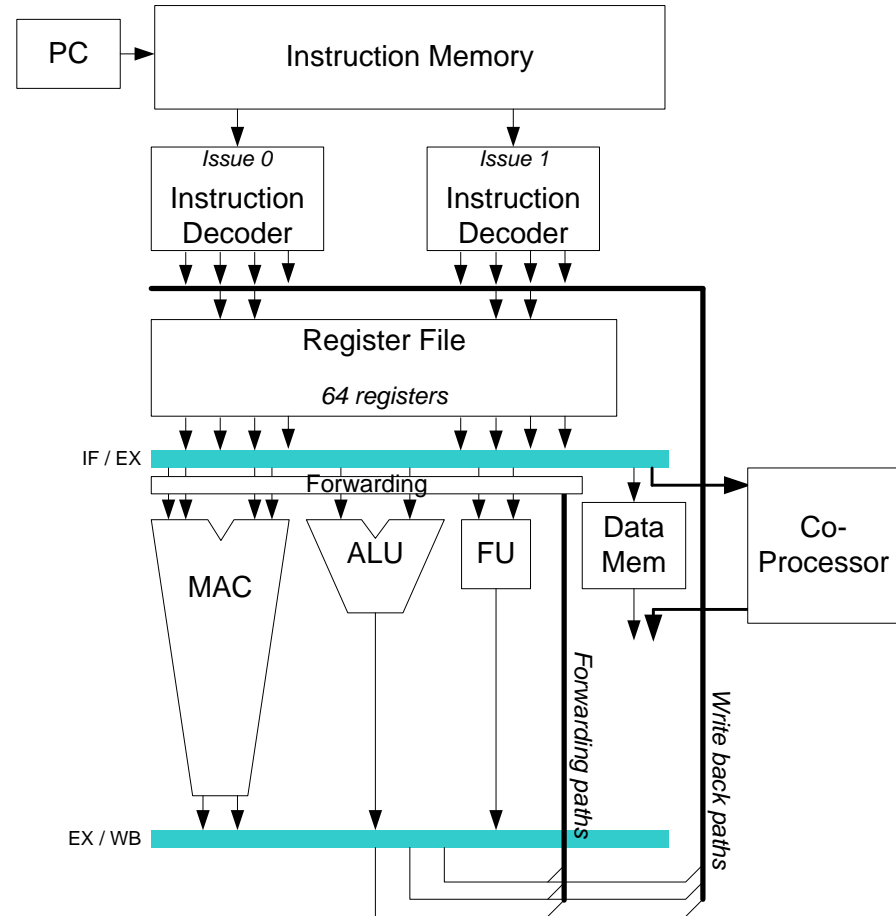 PC
Instruction Memory
Issue 0
Instruction
Decoder
Issue 1
Instruction
Decoder
Register File
64 registers
IF / EX
Forwarding
MAC
ALU
FU
Data
Mem
Co-
Processor
Forwarding paths
Write back paths
EX / WB